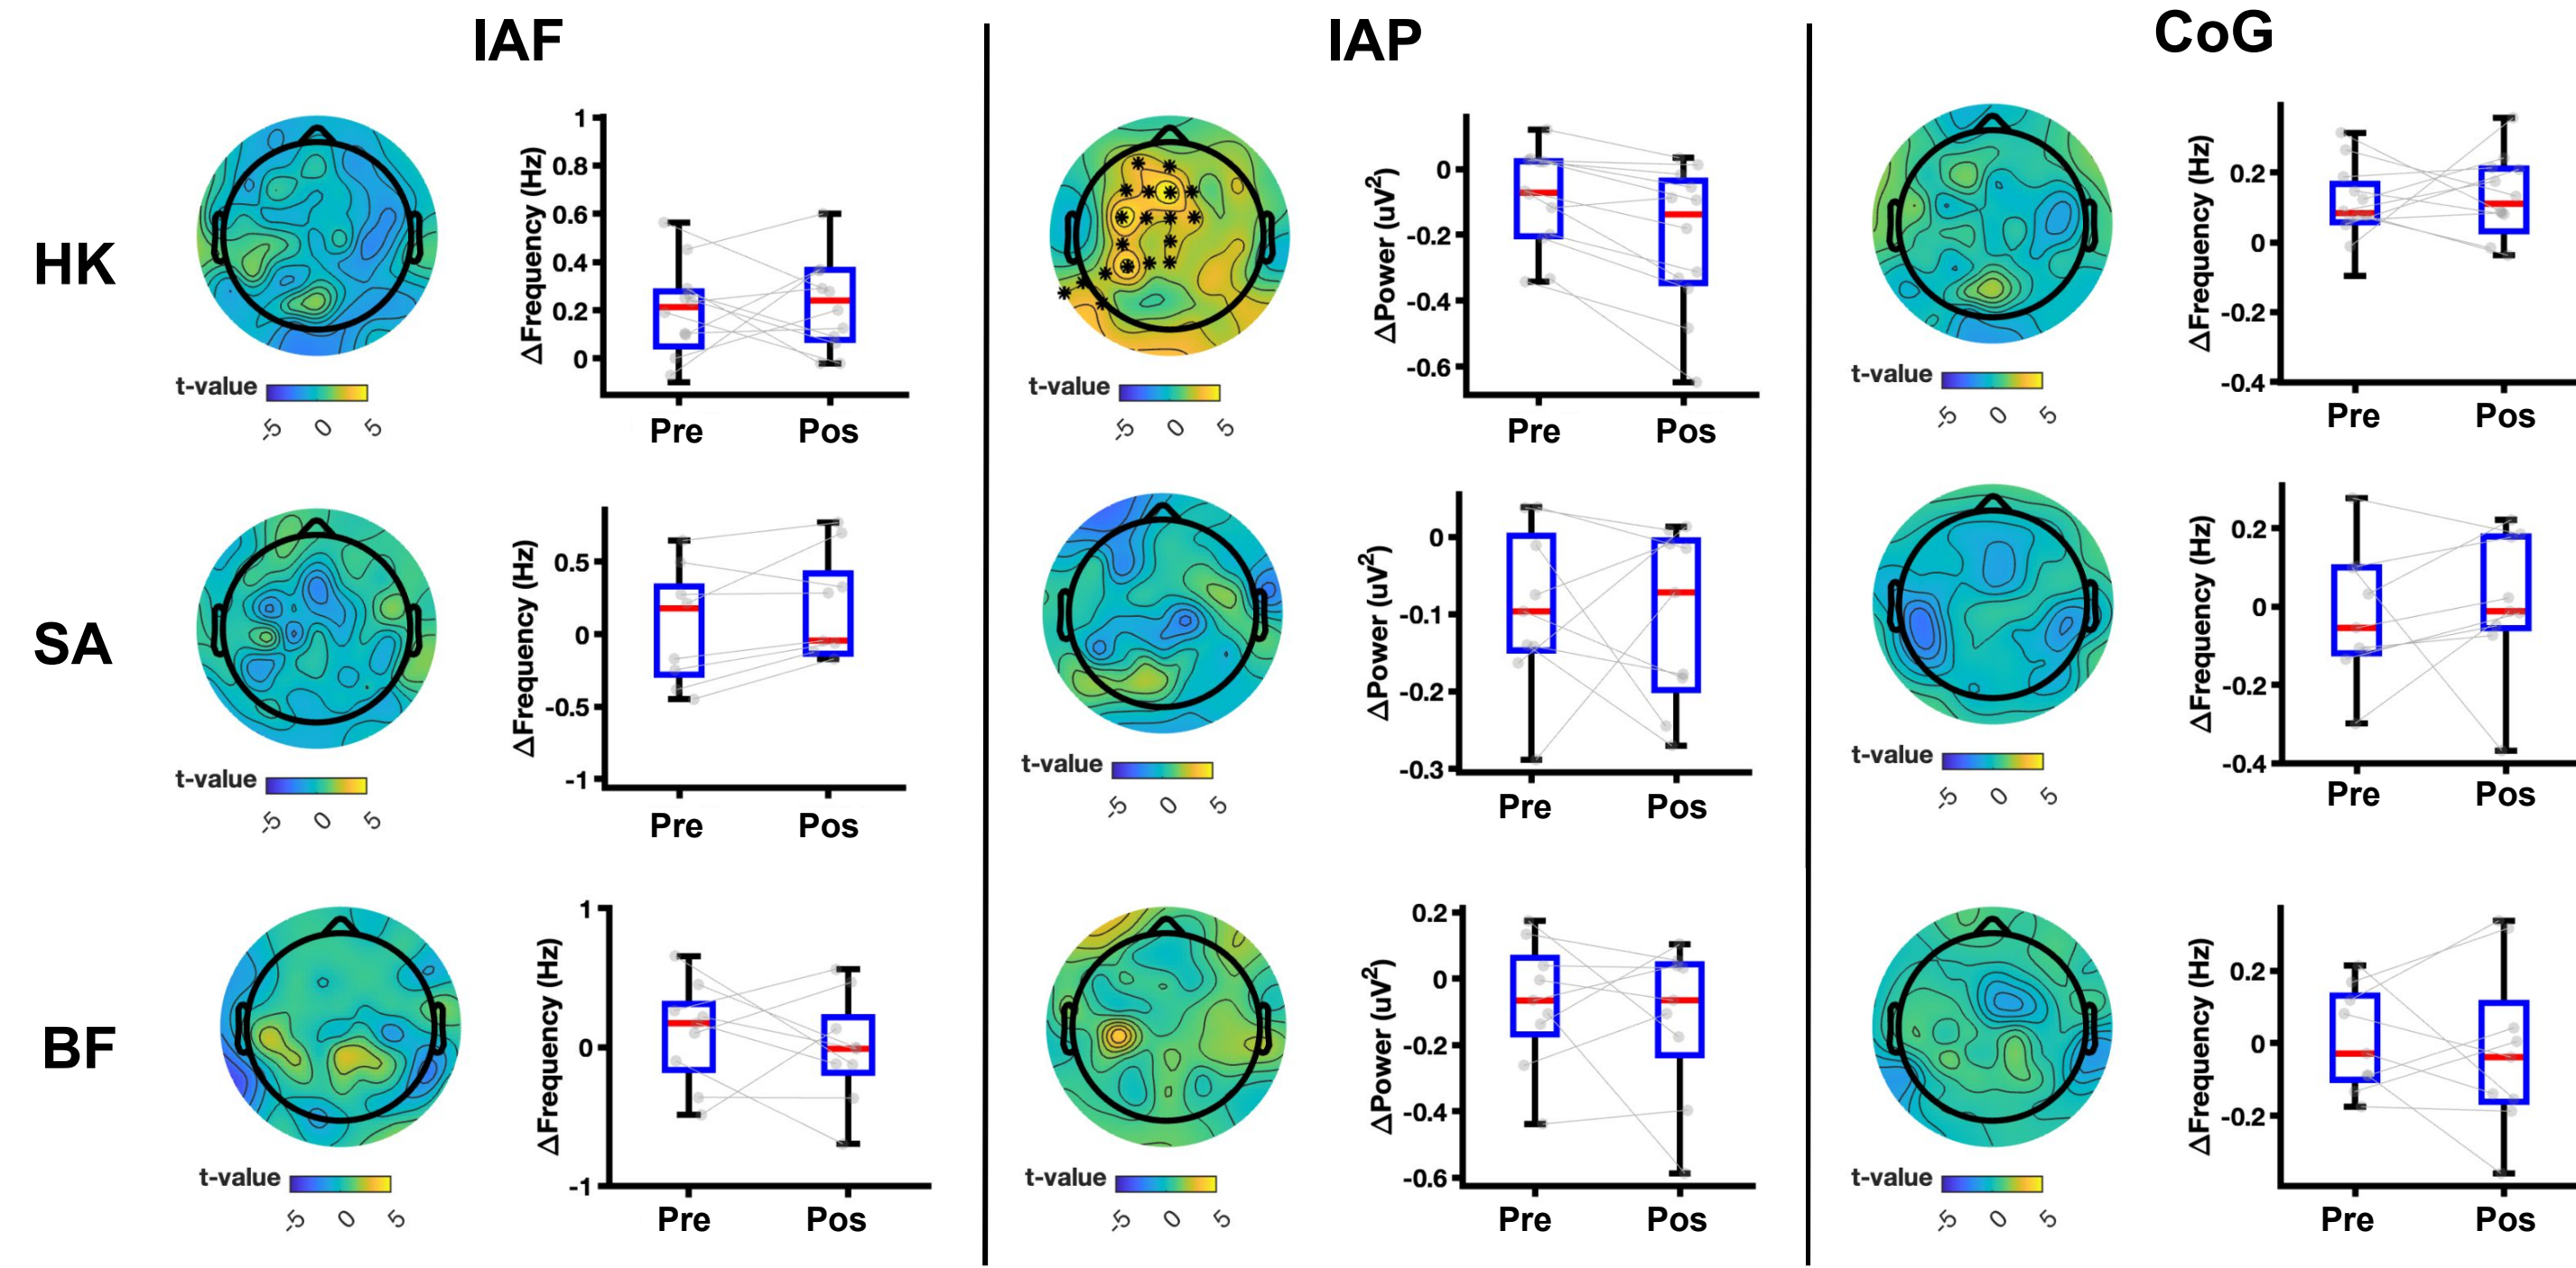 IAF
IAP
CoG
HK
ΔFrequency (Hz)
1
0.8
0.6
0.4
0.2
0
Pre Pos
t-value
-5 0 5
ΔPower (uV²)
0
-0.2
-0.4
-0.6
Pre Pos
t-value
-5 0 5
ΔFrequency (Hz)
0.2
0
-0.2
-0.4
Pre Pos
t-value
-5 0 5
SA
ΔFrequency (Hz)
0.5
0
-0.5
-1
Pre Pos
t-value
-5 0 5
ΔPower (uV²)
0
-0.1
-0.2
-0.3
Pre Pos
t-value
-5 0 5
ΔFrequency (Hz)
0.2
0
-0.2
-0.4
Pre Pos
t-value
-5 0 5
BF
ΔFrequency (Hz)
1
0
-1
Pre Pos
t-value
-5 0 5
ΔPower (uV²)
0.2
0
-0.2
-0.4
-0.6
Pre Pos
t-value
-5 0 5
ΔFrequency (Hz)
0.2
0
-0.2
Pre Pos
t-value
-5 0 5